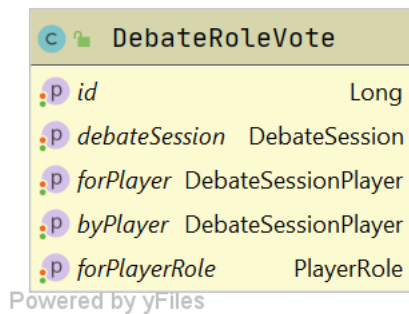 C DebateRoleVote
p id Long
p debateSession DebateSession
p forPlayer DebateSessionPlayer
p byPlayer DebateSessionPlayer
p forPlayerRole PlayerRole
Powered by yFiles